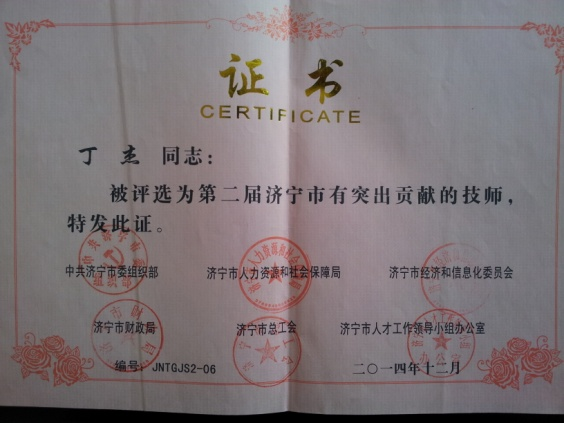 证书
CERTIFICATE
丁杰 同志：
被评选为第二届济宁市有突出贡献的技师，
特发此证。
中共济宁市委组织部 济宁市人力资源和社会保障局 济宁市经济和信息化委员会
济宁市财政局 济宁市总工会 济宁市人才工作领导小组办公室
编号：JNTGJS2-06 二〇一四年十二月